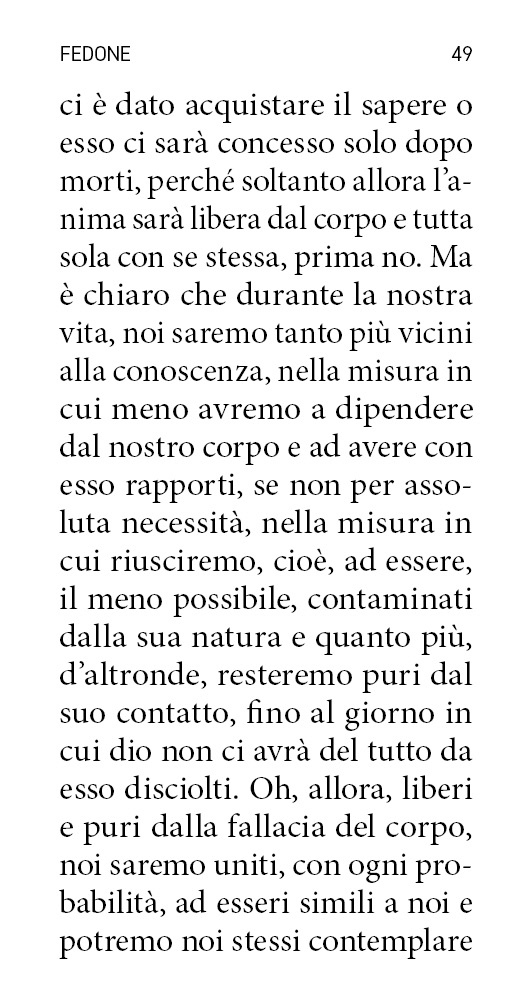 FEDONE 49
ci è dato acquistare il sapere o
esso ci sarà concesso solo dopo
morti, perché soltanto allora l’a-
nima sarà libera dal corpo e tutta
sola con se stessa, prima no. Ma
è chiaro che durante la nostra
vita, noi saremo tanto più vicini
alla conoscenza, nella misura in
cui meno avremo a dipendere
dal nostro corpo e ad avere con
esso rapporti, se non per asso-
luta necessità, nella misura in
cui riusciremo, cioè, ad essere,
il meno possibile, contaminati
dalla sua natura e quanto più,
d’altronde, resteremo puri dal
suo contatto, fino al giorno in
cui dio non ci avrà del tutto da
esso disciolti. Oh, allora, liberi
e puri dalla fallacia del corpo,
noi saremo uniti, con ogni pro-
babilità, ad esseri simili a noi e
potremo noi stessi contemplare